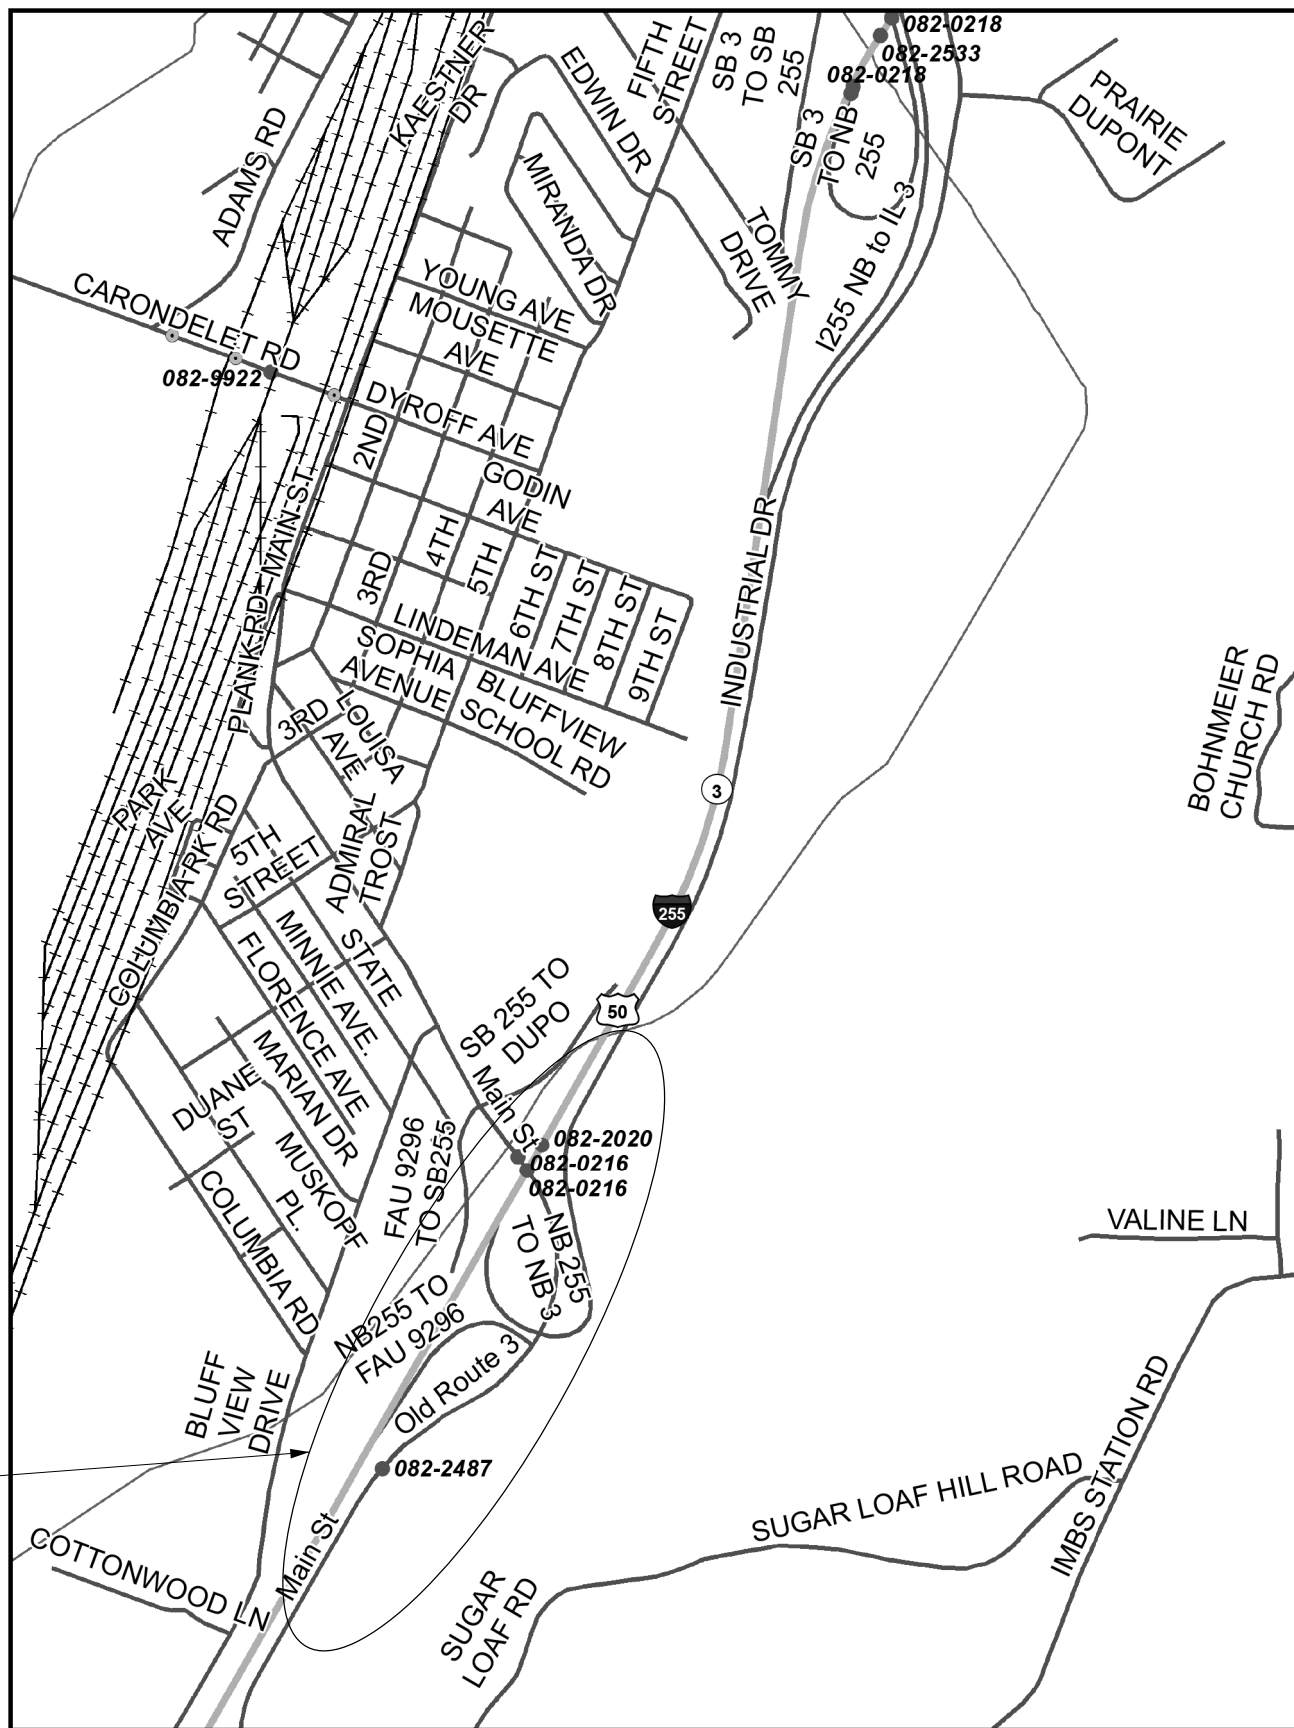 082-0218
082-2533
082-0218
KAESTNER
DR
EDWIN DR
FIFTH
STREET
SB 3
TO SB
255
SB 3
TO NB
255
PRAIRIE
DUPONT
ADAMS RD
MIRANDA DR
TOMMY
DRIVE
I255 NB to IL 3
CARONDELET RD
082-9922
YOUNG AVE
MOUSETTE
AVE
DYROFF AVE
2ND
GODIN
AVE
MAIN ST
PLANK RD
3RD
4TH
5TH
6TH ST
7TH ST
8TH ST
9TH ST
LINDEMAN AVE
SOPHIA
AVENUE
BLUFFVIEW
SCHOOL RD
INDUSTRIAL DR
BOHNMEIER
CHURCH RD
3RD
AVE
LOUISA
3
PARK
AVE
COLUMBIA RK RD
5TH
STREET
ADMIRAL
TROST
255
MINNIE AVE.
STATE
FLORENCE AVE
SB 255 TO
DUPO
50
MARIAN DR
DUANE
ST
MUSKOPF
PL.
Main St
FAU 9296
TO SB255
082-2020
082-0216
082-0216
COLUMBIA RD
NB 255
TO NB 3
VALINE LN
NB255 TO
FAU 9296
Old Route 3
BLUFF
VIEW
DRIVE
082-2487
SUGAR LOAF HILL ROAD
IMBS STATION RD
Main St
COTTONWOOD LN
SUGAR
LOAF RD